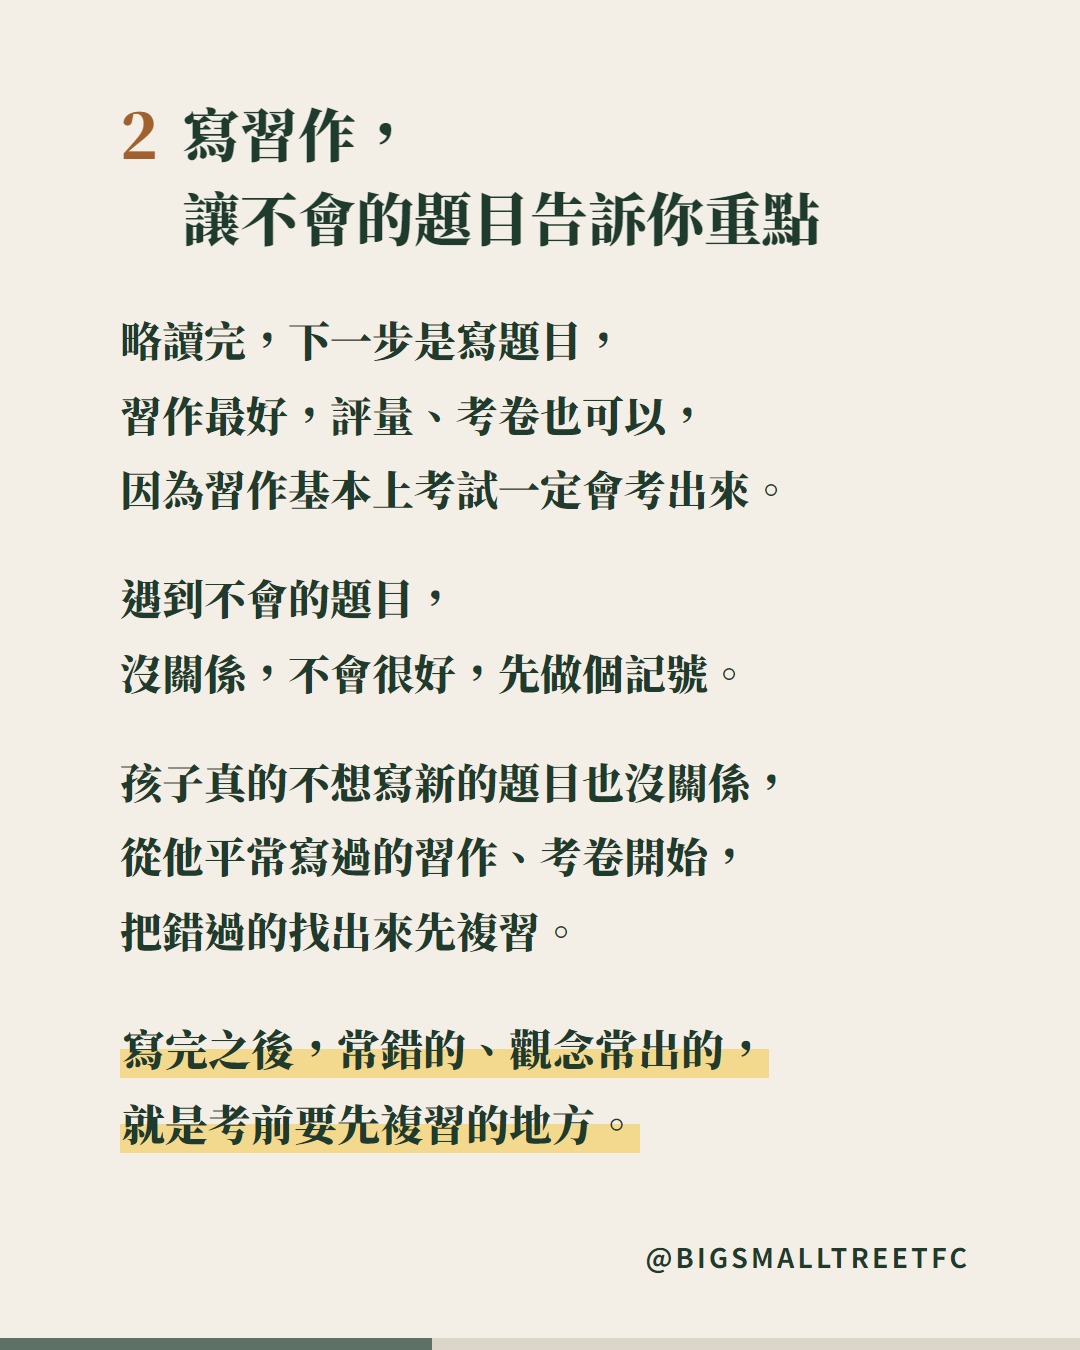 2 寫習作，
讓不會的題目告訴你重點
略讀完，下一步是寫題目，
習作最好，評量、考卷也可以，
因為習作基本上考試一定會考出來。
遇到不會的題目，
沒關係，不會很好，先做個記號。
孩子真的不想寫新的題目也沒關係，
從他平常寫過的習作、考卷開始，
把錯過的找出來先複習。
寫完之後，常錯的、觀念常出的，
就是考前要先複習的地方。
@BIGSMALLTREETFC